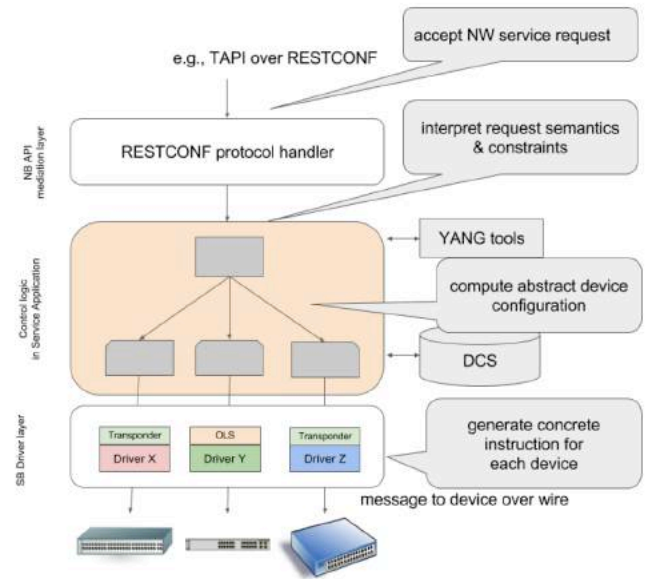 accept NW service request
e.g., TAPI over RESTCONF
interpret request semantics
& constraints
NB API
mediation layer
RESTCONF protocol handler
YANG tools
Control logic
in Service Application
compute abstract device
configuration
DCS
SB Driver layer
Transponder
Driver X
OLS
Driver Y
Transponder
Driver Z
generate concrete
instruction for
each device
message to device over wire